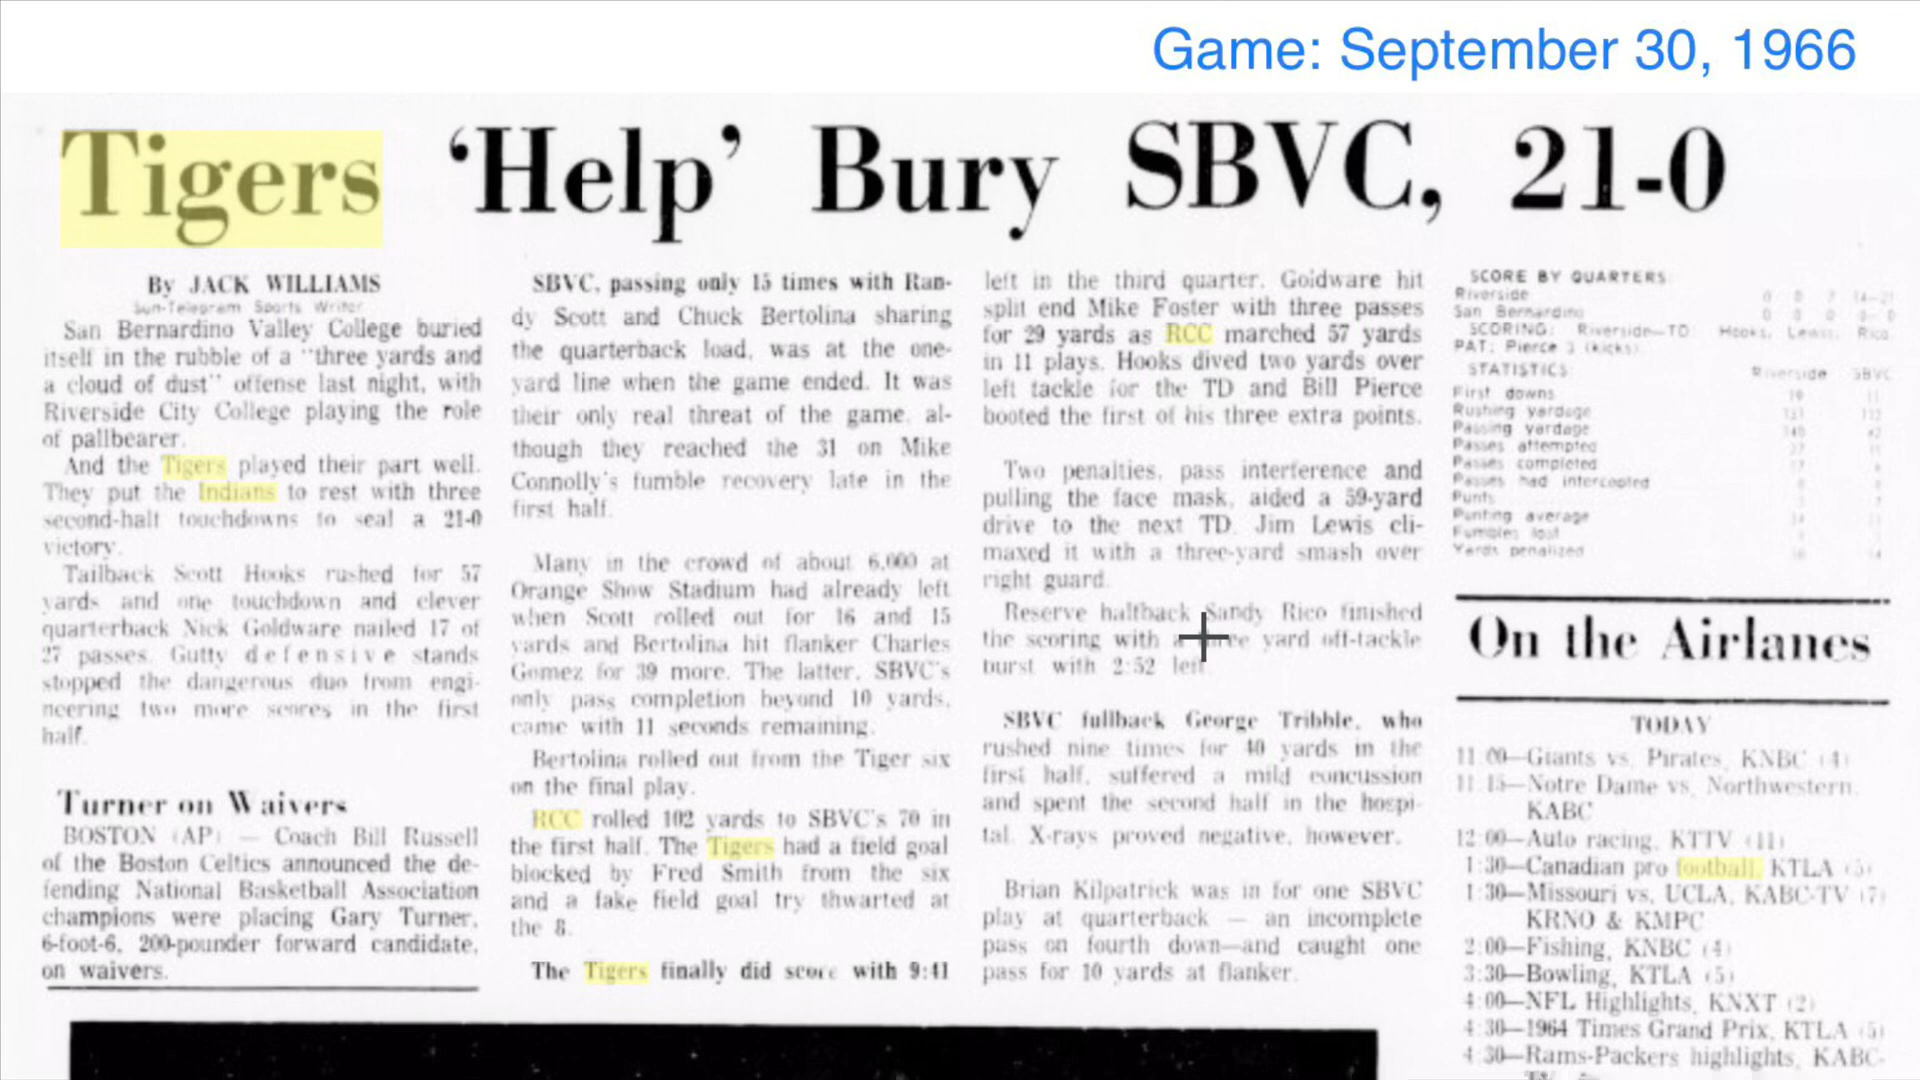 Game: September 30, 1966
Tigers ‘Help’ Bury SBVC, 21-0
By JACK WILLIAMS
Sun-Telegram Sports Writer
San Bernardino Valley College buried
itself in the rubble of a "three yards and
a cloud of dust" offense last night, with
Riverside City College playing the role
of pallbearer.
And the Tigers played their part well.
They put the Indians to rest with three
second-half touchdowns to seal a 21-0
victory.
Tailback Scott Hooks rushed for 57
yards and one touchdown and clever
quarterback Nick Goldware nailed 17 of
27 passes. Gutty defensive stands
stopped the dangerous duo from engi-
neering two more scores in the first
half.
Turner on Waivers
BOSTON (AP) — Coach Bill Russell
of the Boston Celtics announced the de-
fending National Basketball Association
champions were placing Gary Turner,
6-foot-6, 200-pounder forward candidate,
on waivers.
SBVC, passing only 15 times with Ran-
dy Scott and Chuck Bertolina sharing
the quarterback load, was at the one-
yard line when the game ended. It was
their only real threat of the game, al-
though they reached the 31 on Mike
Connolly's fumble recovery late in the
first half.
Many in the crowd of about 6,000 at
Orange Show Stadium had already left
when Scott rolled out for 16 and 15
yards and Bertolina hit flanker Charles
Gomez for 39 more. The latter, SBVC's
only pass completion beyond 10 yards,
came with 11 seconds remaining.
Bertolina rolled out from the Tiger six
on the final play.
RCC rolled 102 yards to SBVC's 70 in
the first half. The Tigers had a field goal
blocked by Fred Smith from the six
and a fake field goal try thwarted at
the 8.
The Tigers finally did score with 9:41
left in the third quarter. Goldware hit
split end Mike Foster with three passes
for 29 yards as RCC marched 57 yards
in 11 plays. Hooks dived two yards over
left tackle for the TD and Bill Pierce
booted the first of his three extra points.
Two penalties, pass interference and
pulling the face mask, aided a 59-yard
drive to the next TD. Jim Lewis cli-
maxed it with a three-yard smash over
right guard.
Reserve halfback Sandy Rico finished
the scoring with a three yard off-tackle
burst with 2:52 left.
SBVC fullback George Tribble, who
rushed nine times for 40 yards in the
first half, suffered a mild concussion
and spent the second half in the hospi-
tal. X-rays proved negative, however.
Brian Kilpatrick was in for one SBVC
play at quarterback — an incomplete
pass on fourth down—and caught one
pass for 10 yards at flanker.
SCORE BY QUARTERS:
Riverside 0 0 7 14—21
San Bernardino 0 0 0 0—0
SCORING: Riverside—TD: Hooks, Lewis, Rico.
PAT: Pierce 3 (kicks).
STATISTICS
Riverside SBVC
First downs
Rushing yardage
Passing yardage
Passes attempted
Passes completed
Passes had intercepted
Punts
Punting average
Fumbles lost
Yards penalized
On the Airlanes
TODAY
11:00—Giants vs. Pirates, KNBC (4)
11:15—Notre Dame vs. Northwestern,
KABC
12:00—Auto racing, KTTV (11)
1:30—Canadian pro football, KTLA (5)
1:30—Missouri vs. UCLA, KABC-TV (7)
KRNO & KMPC
2:00—Fishing, KNBC (4)
3:30—Bowling, KTLA (5)
4:00—NFL Highlights, KNXT (2)
4:30—1964 Times Grand Prix, KTLA (5)
4:30—Rams-Packers highlights, KABC-